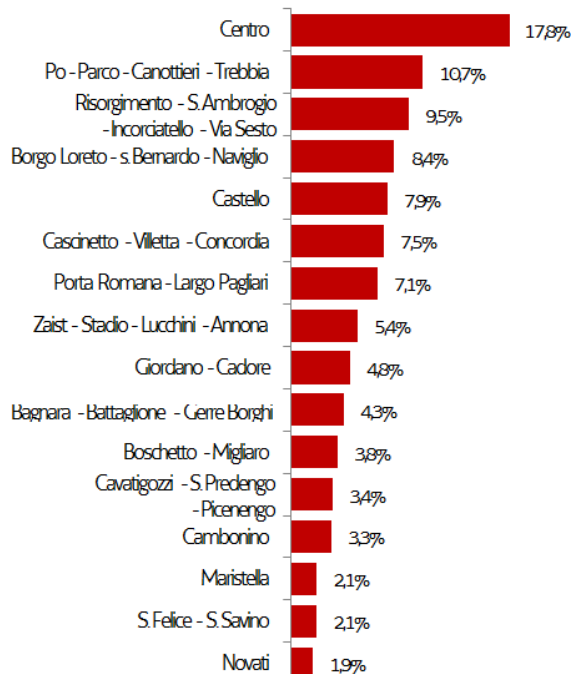 Centro 17,8%
Po - Parco - Canottieri - Trebbia 10,7%
Risorgimento - S. Ambrogio
- Incorciatello - Via Sesto 9,5%
Borgo Loreto - s. Bernardo - Naviglio 8,4%
Castello 7,9%
Cascinetto - Villetta - Concordia 7,5%
Porta Romana - Largo Pagliari 7,1%
Zaist - Stadio - Lucchini - Annona 5,4%
Giordano - Cadore 4,8%
Bagnara - Battaglione - Gerre Borghi 4,3%
Boschetto - Migliaro 3,8%
Cavatigozzi - S. Predengo
- Picenengo 3,4%
Cambonino 3,3%
Maristella 2,1%
S. Felice - S. Savino 2,1%
Novati 1,9%